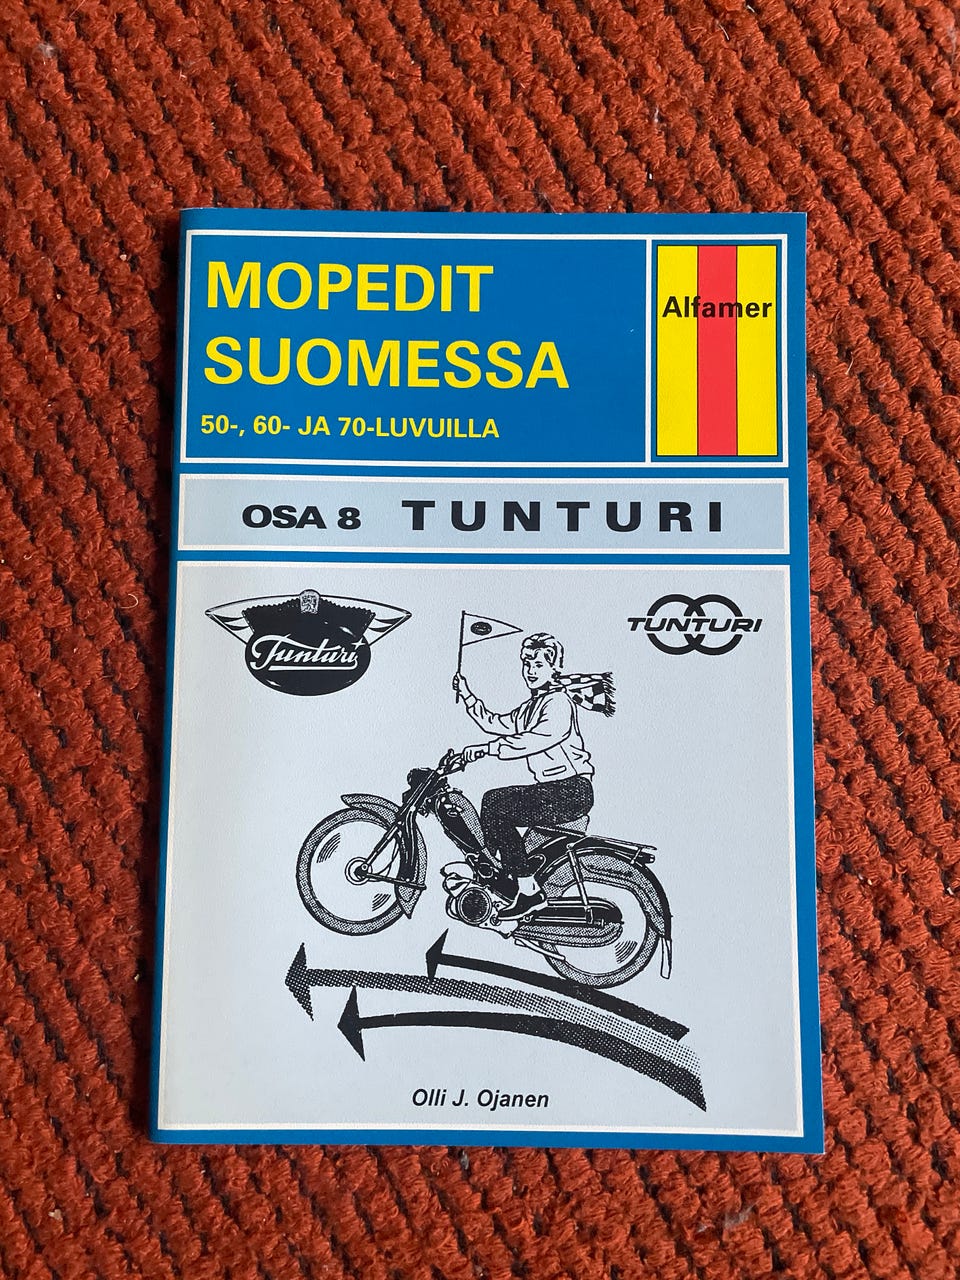 MOPEDIT
SUOMESSA
50-, 60- JA 70-LUVUILLA
Alfamer
OSA 8 TUNTURI
Tunturi
TUNTURI
Olli J. Ojanen